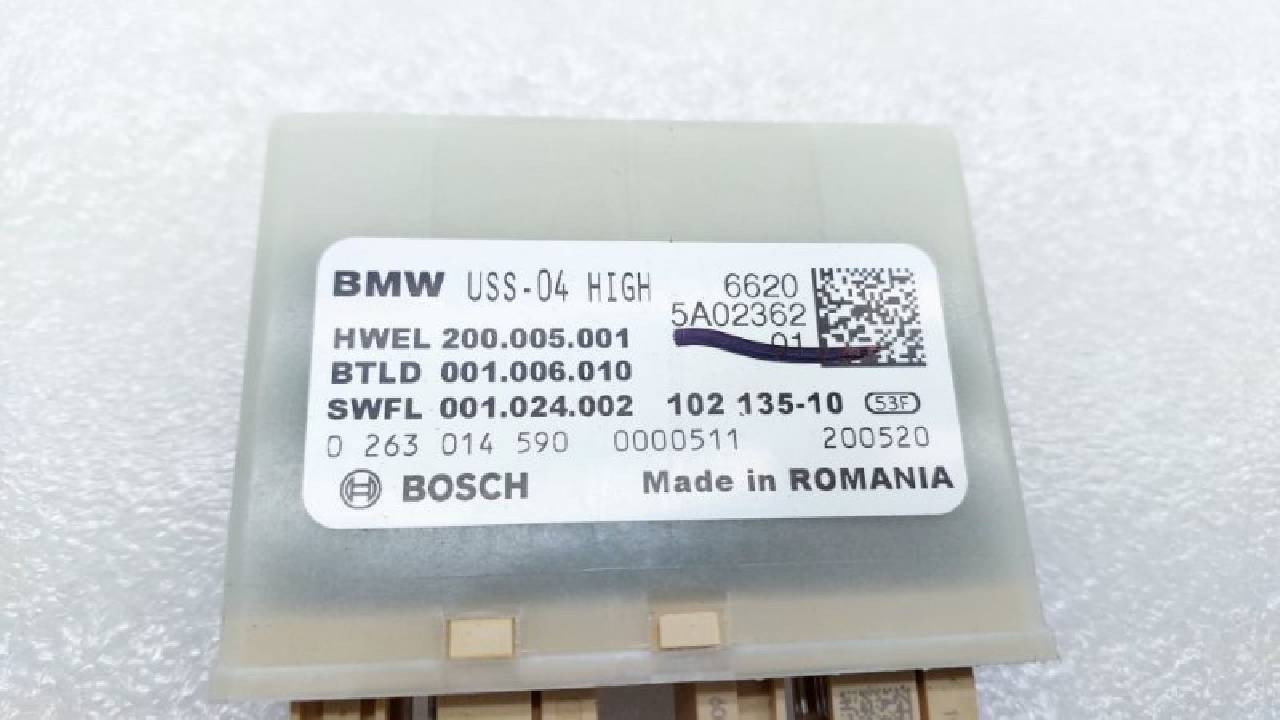 BMW USS-04 HIGH 6620
5A02362
HWEL 200.005.001 01
BTLD 001.006.010
SWFL 001.024.002 102 135-10 53F
0 263 014 590 0000511 200520
BOSCH Made in ROMANIA